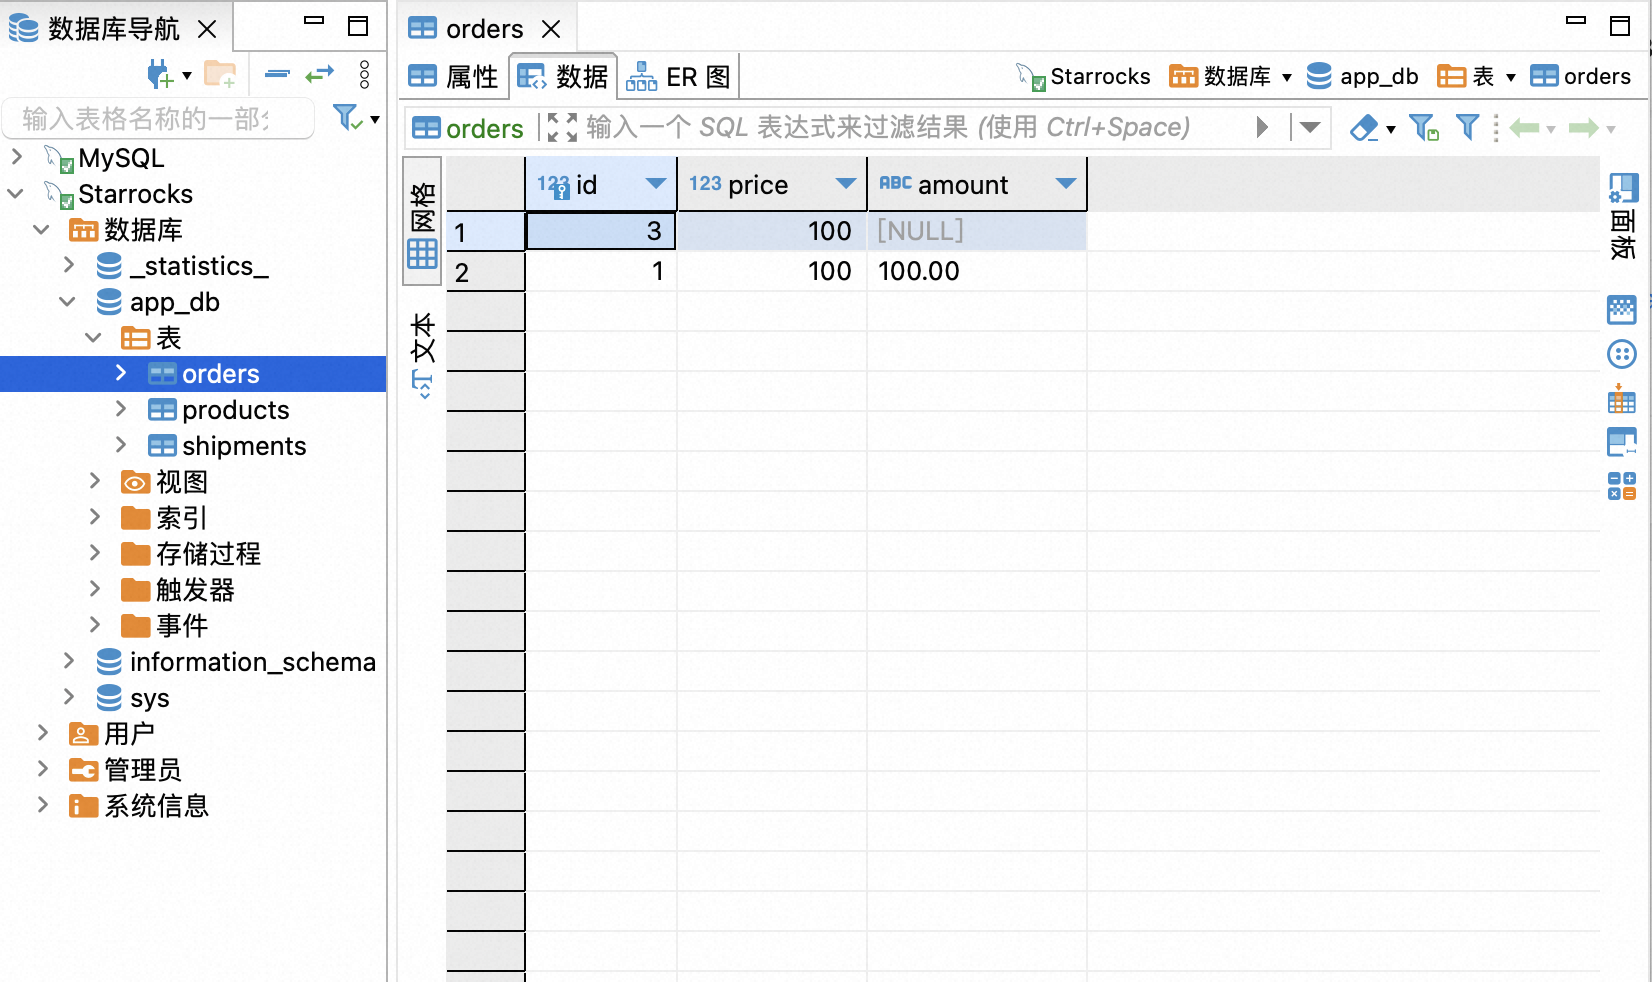 数据库导航
输入表格名称的一部分
MySQL
Starrocks
数据库
_statistics_
app_db
表
orders
products
shipments
视图
索引
存储过程
触发器
事件
information_schema
sys
用户
管理员
系统信息
orders
属性
数据
ER 图
Starrocks
数据库
app_db
表
orders
orders
输入一个 SQL 表达式来过滤结果 (使用 Ctrl+Space)
网格
文本
123 id
123 price
ABC amount
1 3 100 [NULL]
2 1 100 100.00
面板